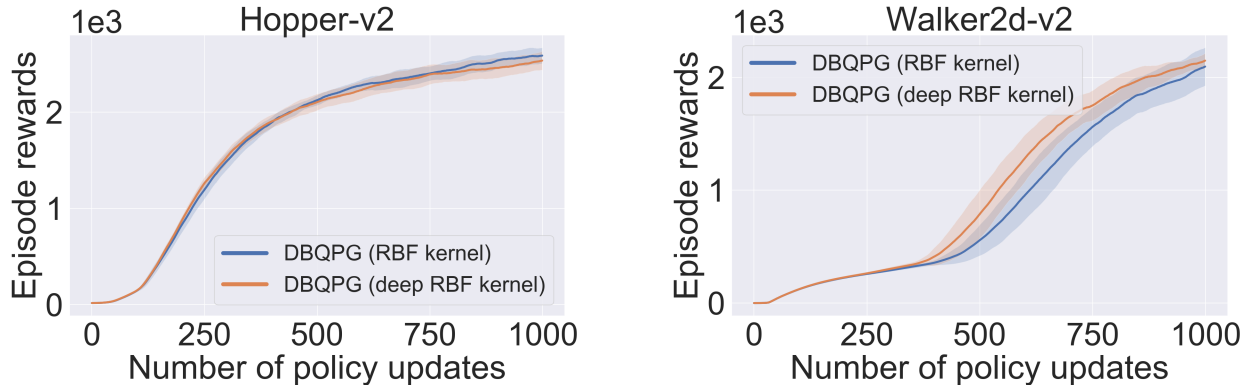 1e3
Hopper-v2
Episode rewards
2
1
0
DBQPG (RBF kernel)
DBQPG (deep RBF kernel)
0 250 500 750 1000
Number of policy updates
1e3
Walker2d-v2
Episode rewards
2
1
0
DBQPG (RBF kernel)
DBQPG (deep RBF kernel)
0 250 500 750 1000
Number of policy updates